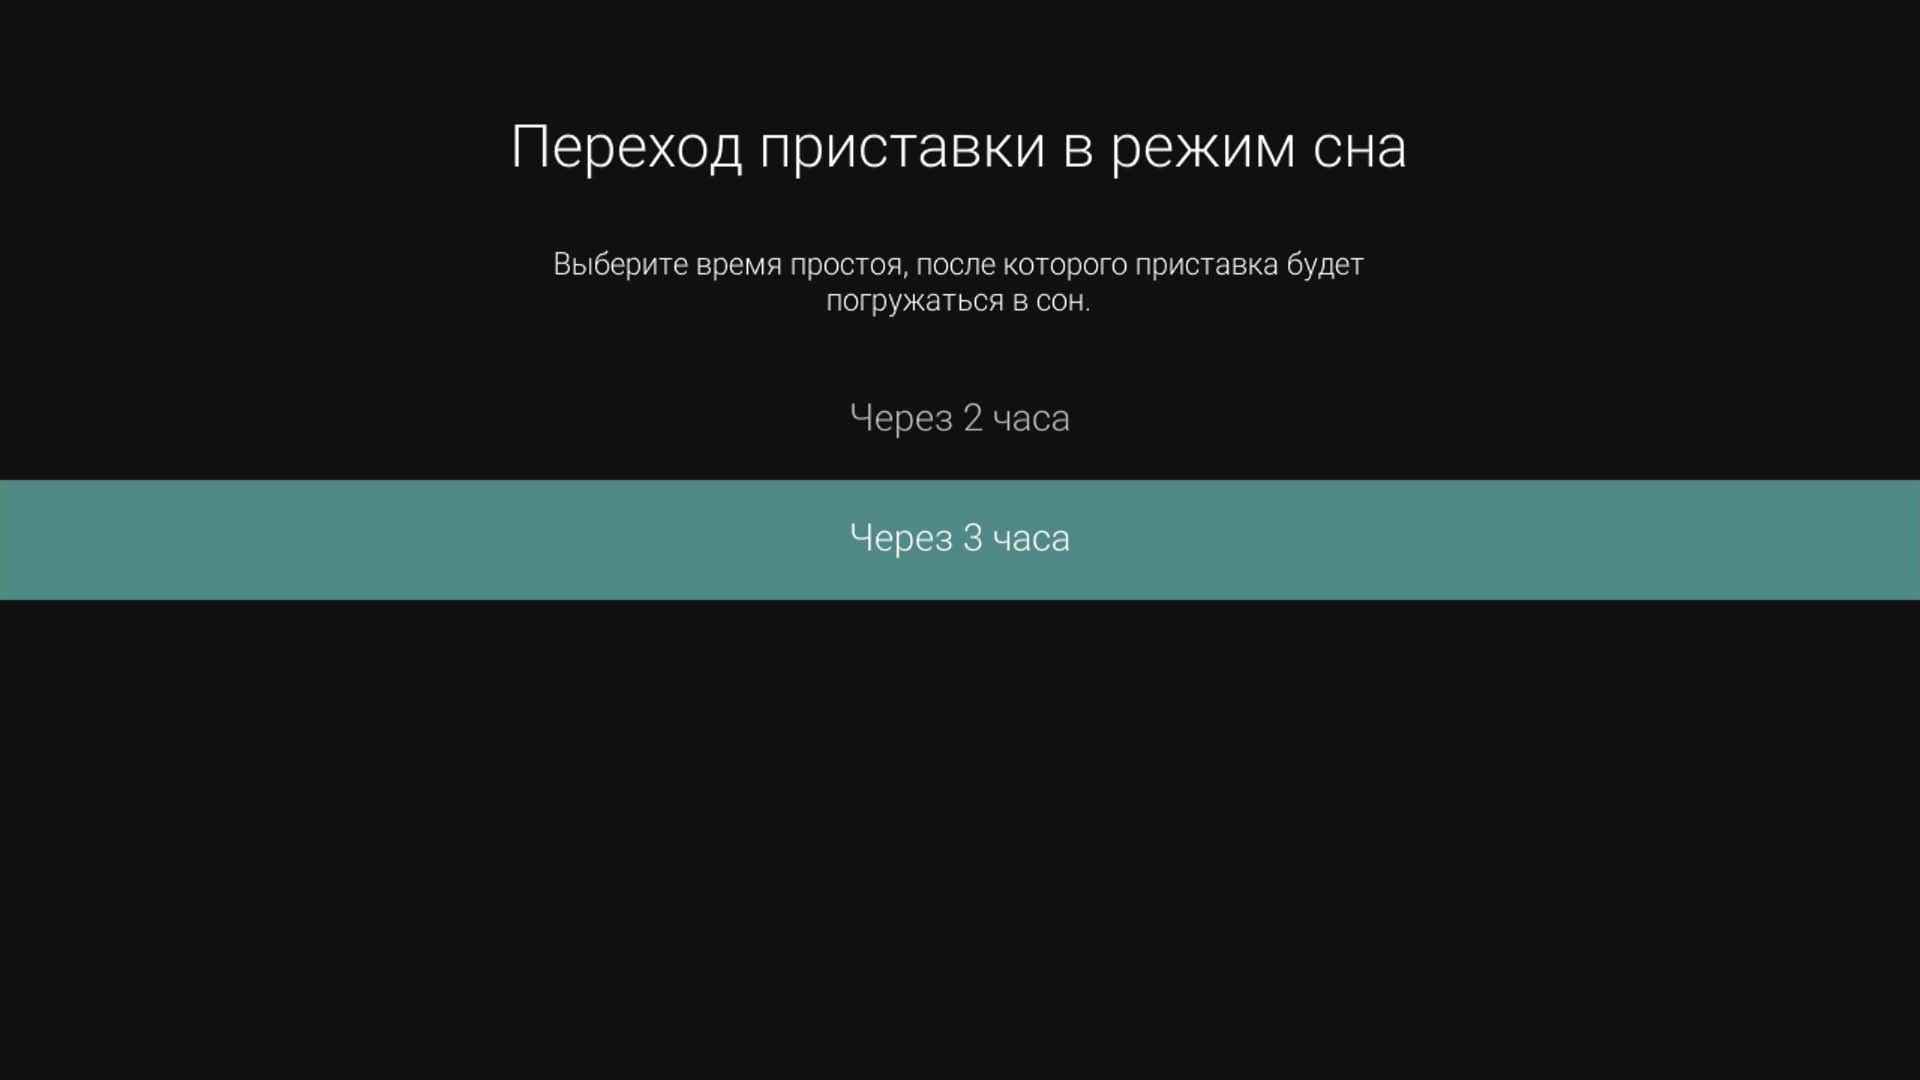 Переход приставки в режим сна
Выберите время простоя, после которого приставка будет
погружаться в сон.
Через 2 часа
Через 3 часа